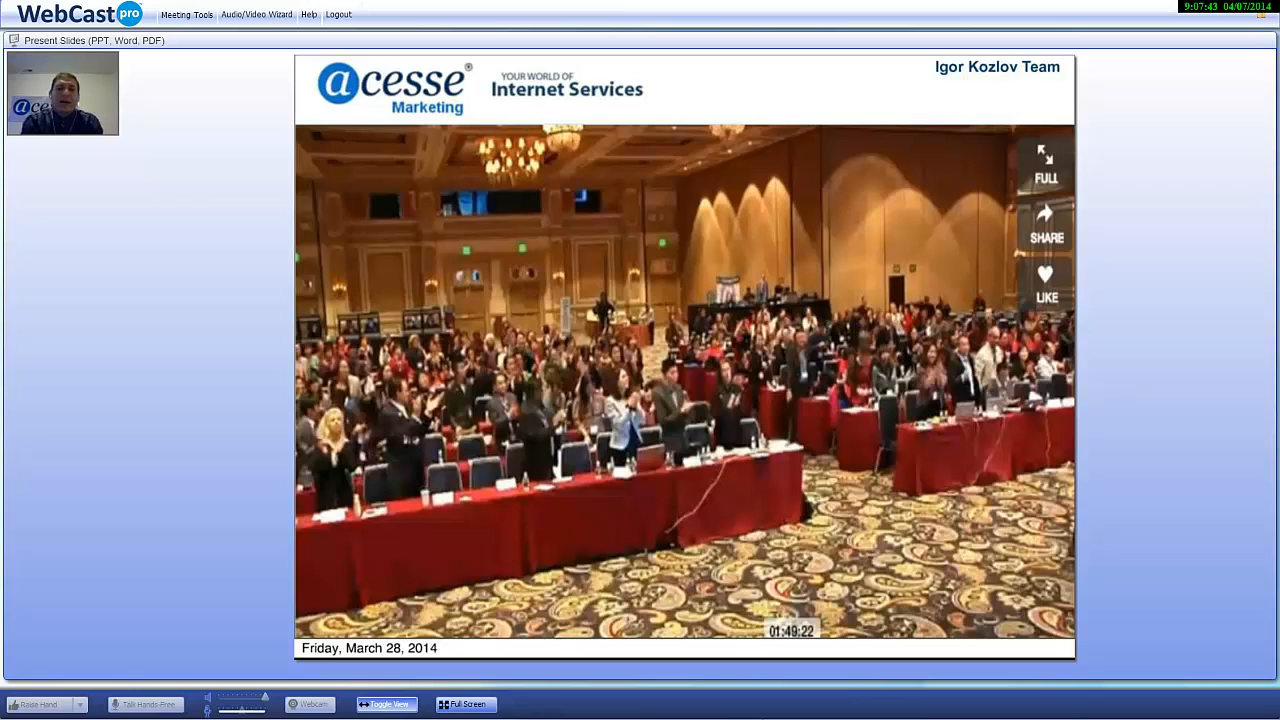 WebCast pro
Meeting Tools Audio/Video Wizard Help Logout
9:07:43 04/07/2014
Present Slides (PPT, Word, PDF)
acesse®
Marketing
YOUR WORLD OF
Internet Services
Igor Kozlov Team
FULL
SHARE
LIKE
01:49:22
Friday, March 28, 2014
Raise Hand
Talk Hands-Free
Webcam
Toggle View
Full Screen